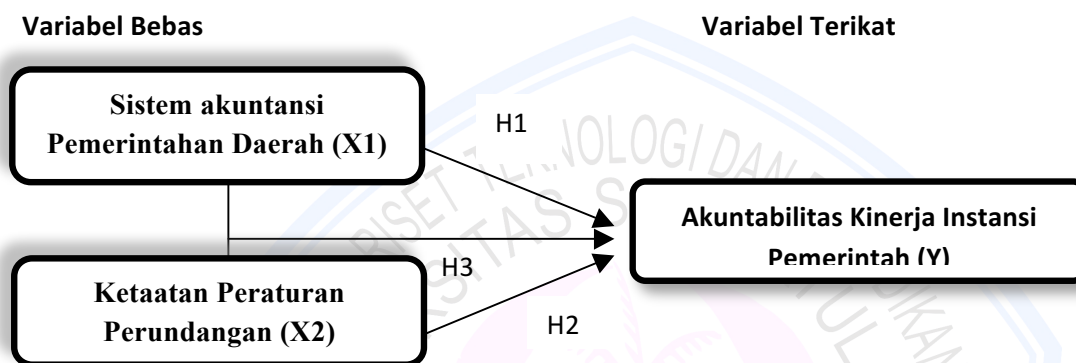 Variabel Bebas
Variabel Terikat
Sistem akuntansi
Pemerintahan Daerah (X1)
H1
Akuntabilitas Kinerja Instansi
Pemerintah (Y)
H3
Ketaatan Peraturan
Perundangan (X2)
H2